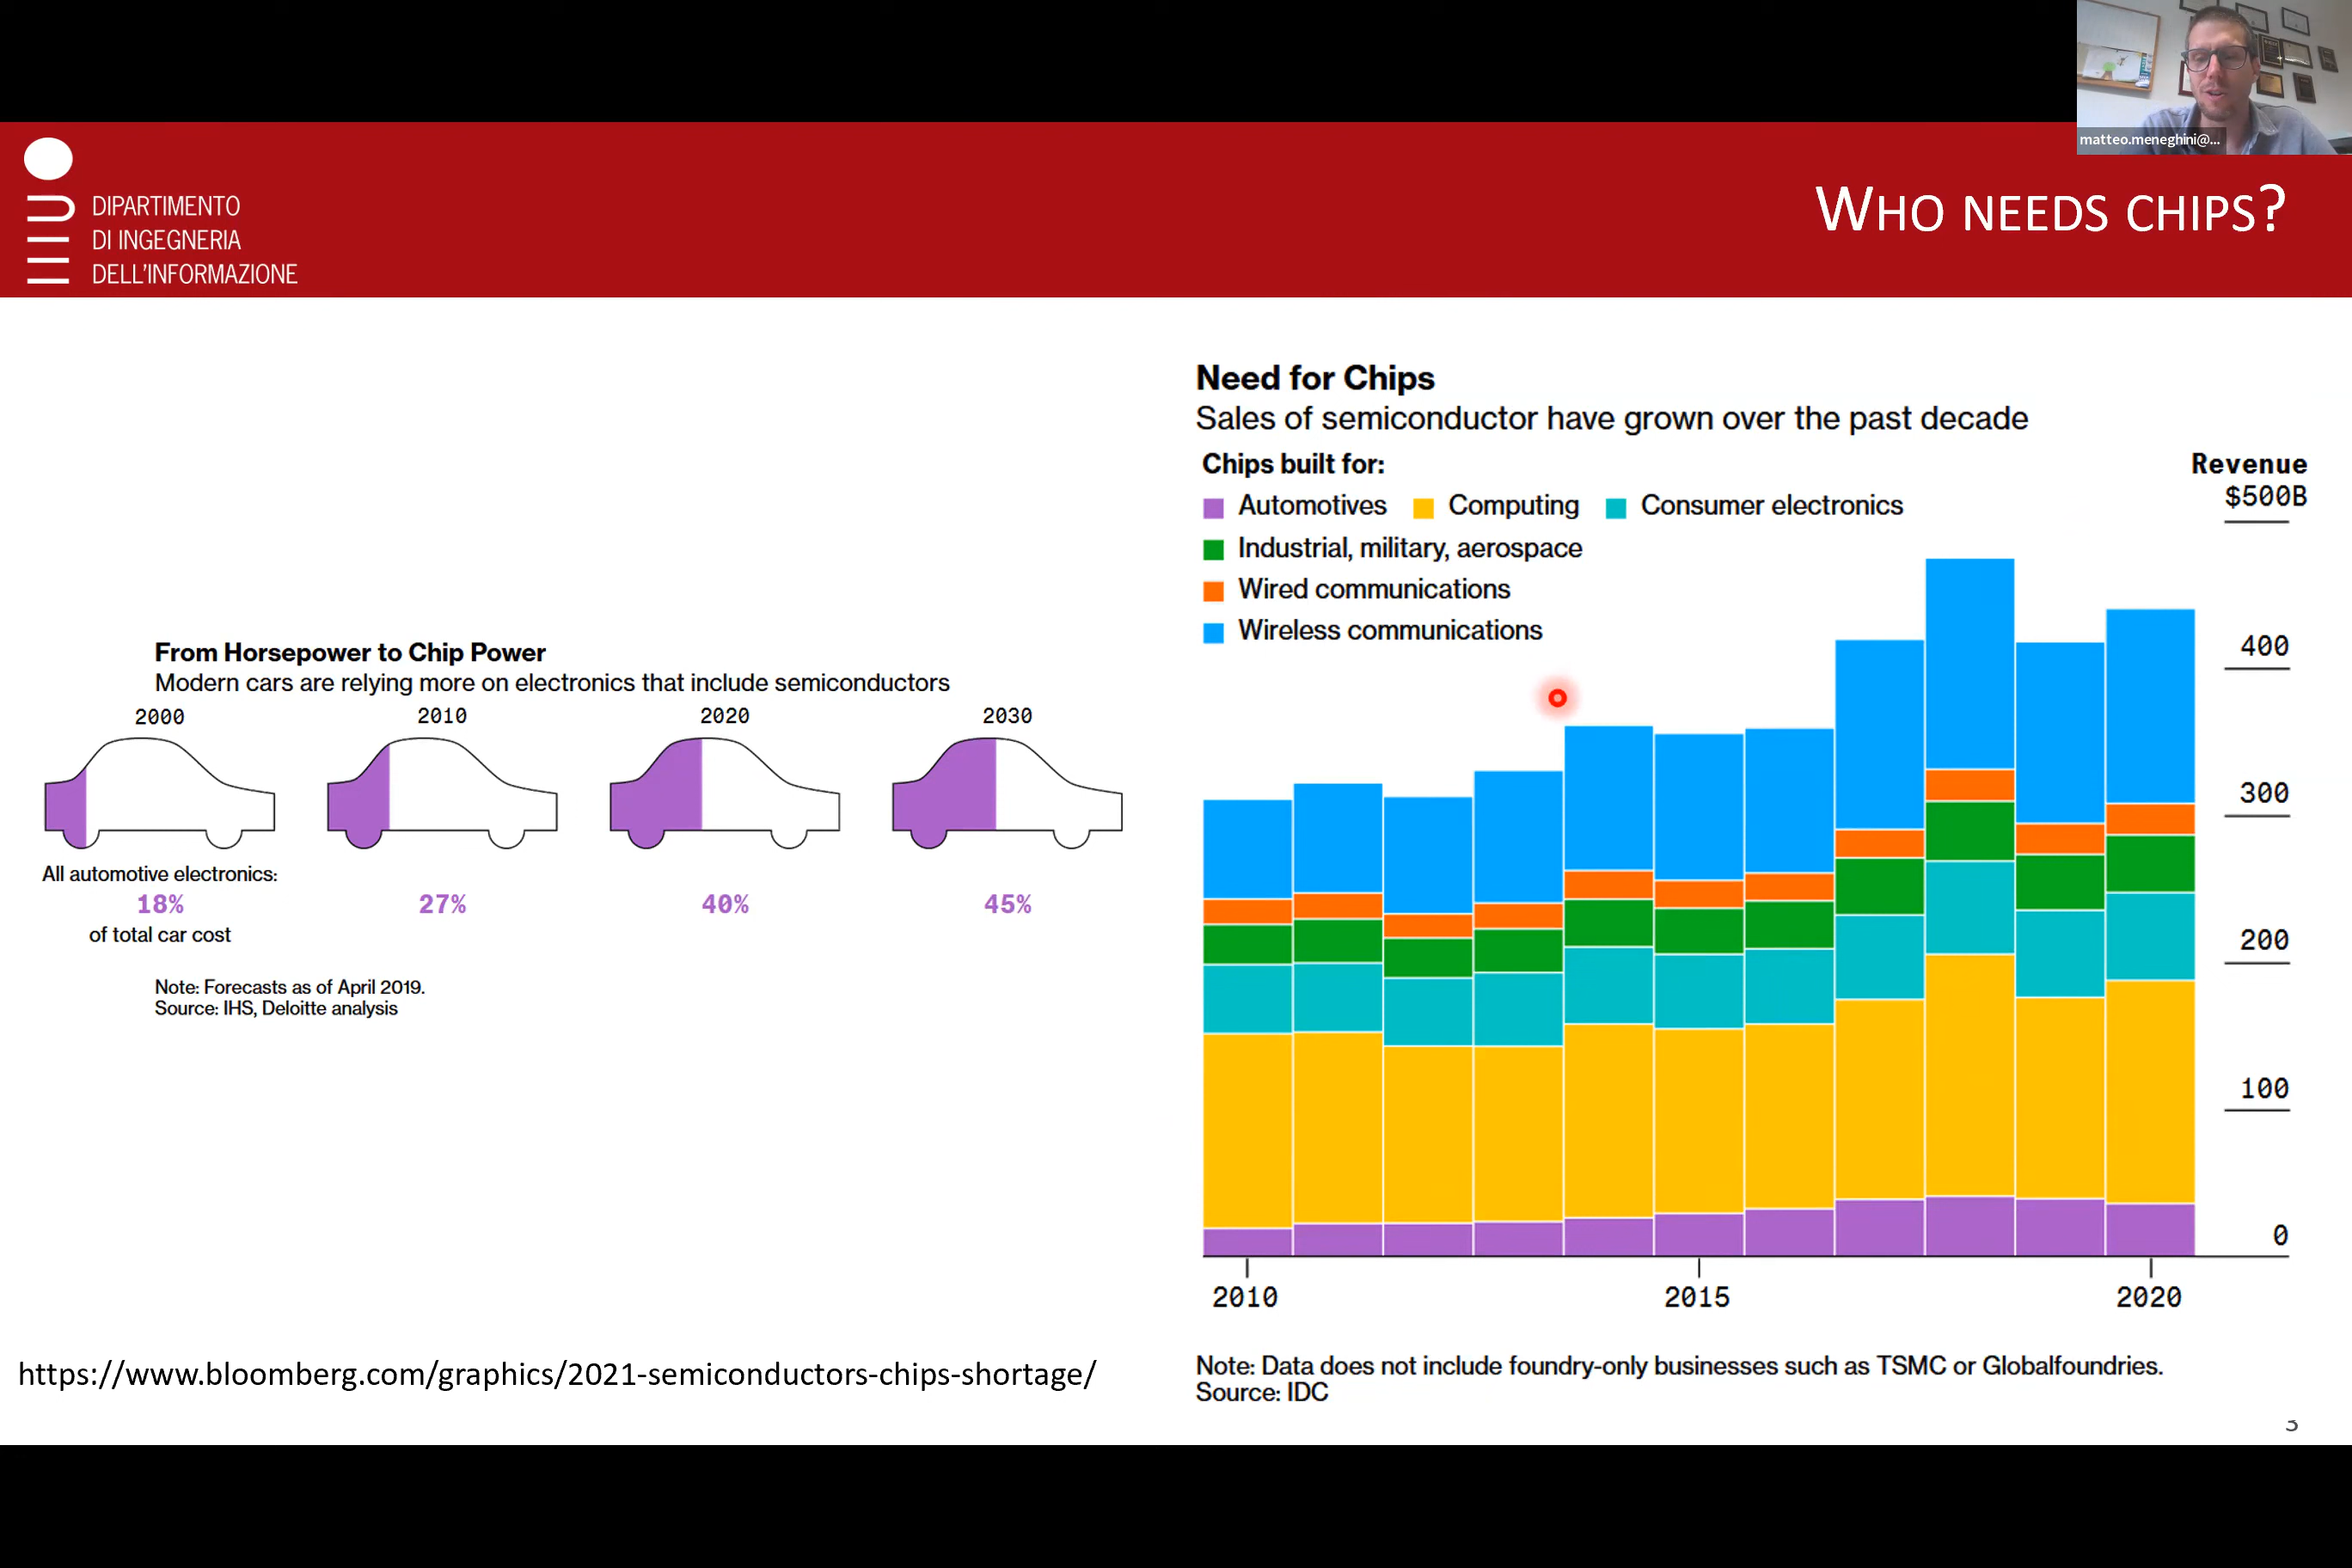 matteo.meneghini@...
DIPARTIMENTO
DI INGEGNERIA
DELL'INFORMAZIONE
WHO NEEDS CHIPS?
From Horsepower to Chip Power
Modern cars are relying more on electronics that include semiconductors
2000 2010 2020 2030
All automotive electronics:
18% 27% 40% 45%
of total car cost
Note: Forecasts as of April 2019.
Source: IHS, Deloitte analysis
https://www.bloomberg.com/graphics/2021-semiconductors-chips-shortage/
Need for Chips
Sales of semiconductor have grown over the past decade
Chips built for:
Automotives Computing Consumer electronics
Industrial, military, aerospace
Wired communications
Wireless communications
Revenue
$500B
400
300
200
100
0
2010 2015 2020
Note: Data does not include foundry-only businesses such as TSMC or Globalfoundries.
Source: IDC
3